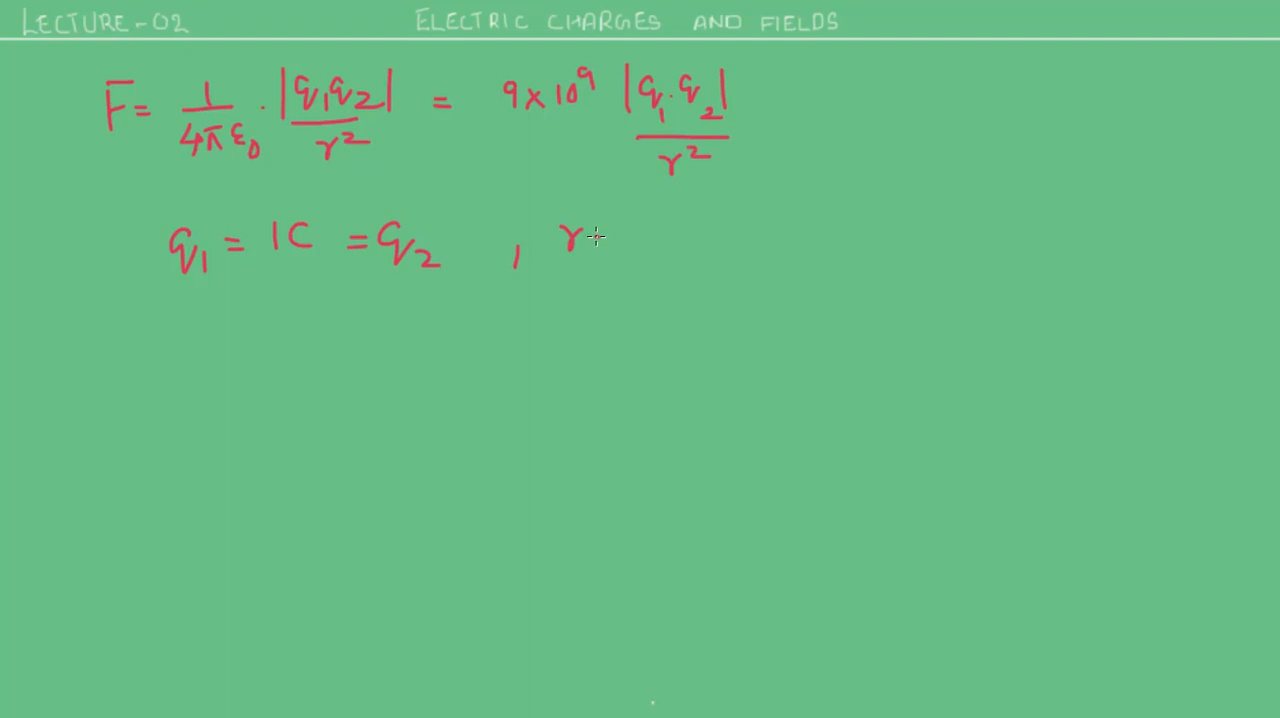 LECTURE-02 ELECTRIC CHARGES AND FIELDS
F = 1/4πε₀ · |q₁q₂|/r² = 9×10⁹ |q₁·q₂|/r²
q₁ = 1C = q₂ , r